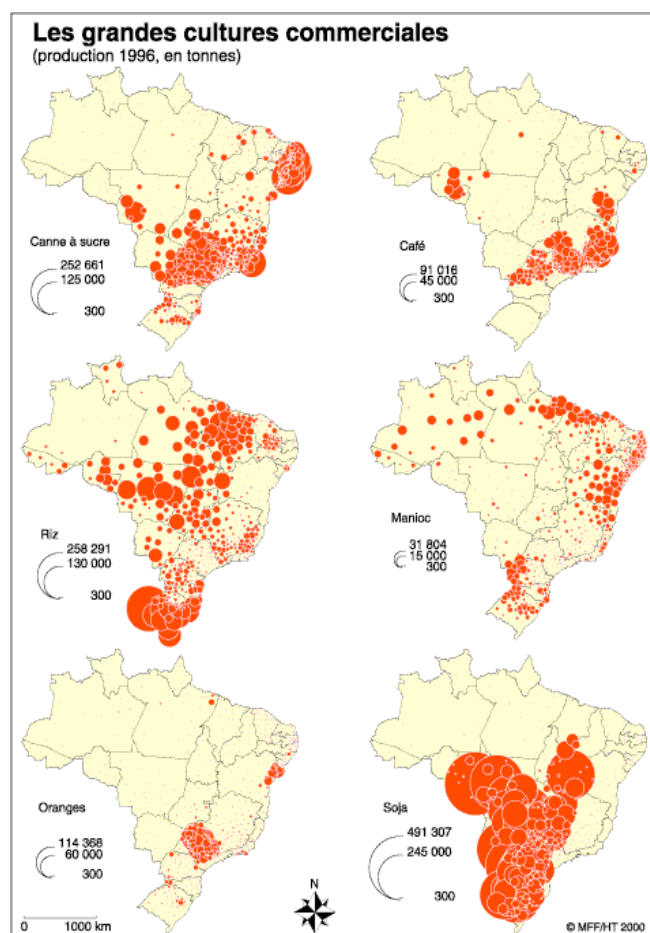 Les grandes cultures commerciales
(production 1996, en tonnes)
Canne à sucre
252 661
125 000
300
Café
91 016
45 000
300
Riz
258 291
130 000
300
Manioc
31 804
15 000
300
Oranges
114 368
60 000
300
Soja
491 307
245 000
300
N
0 1000 km
© MFF/HT 2000